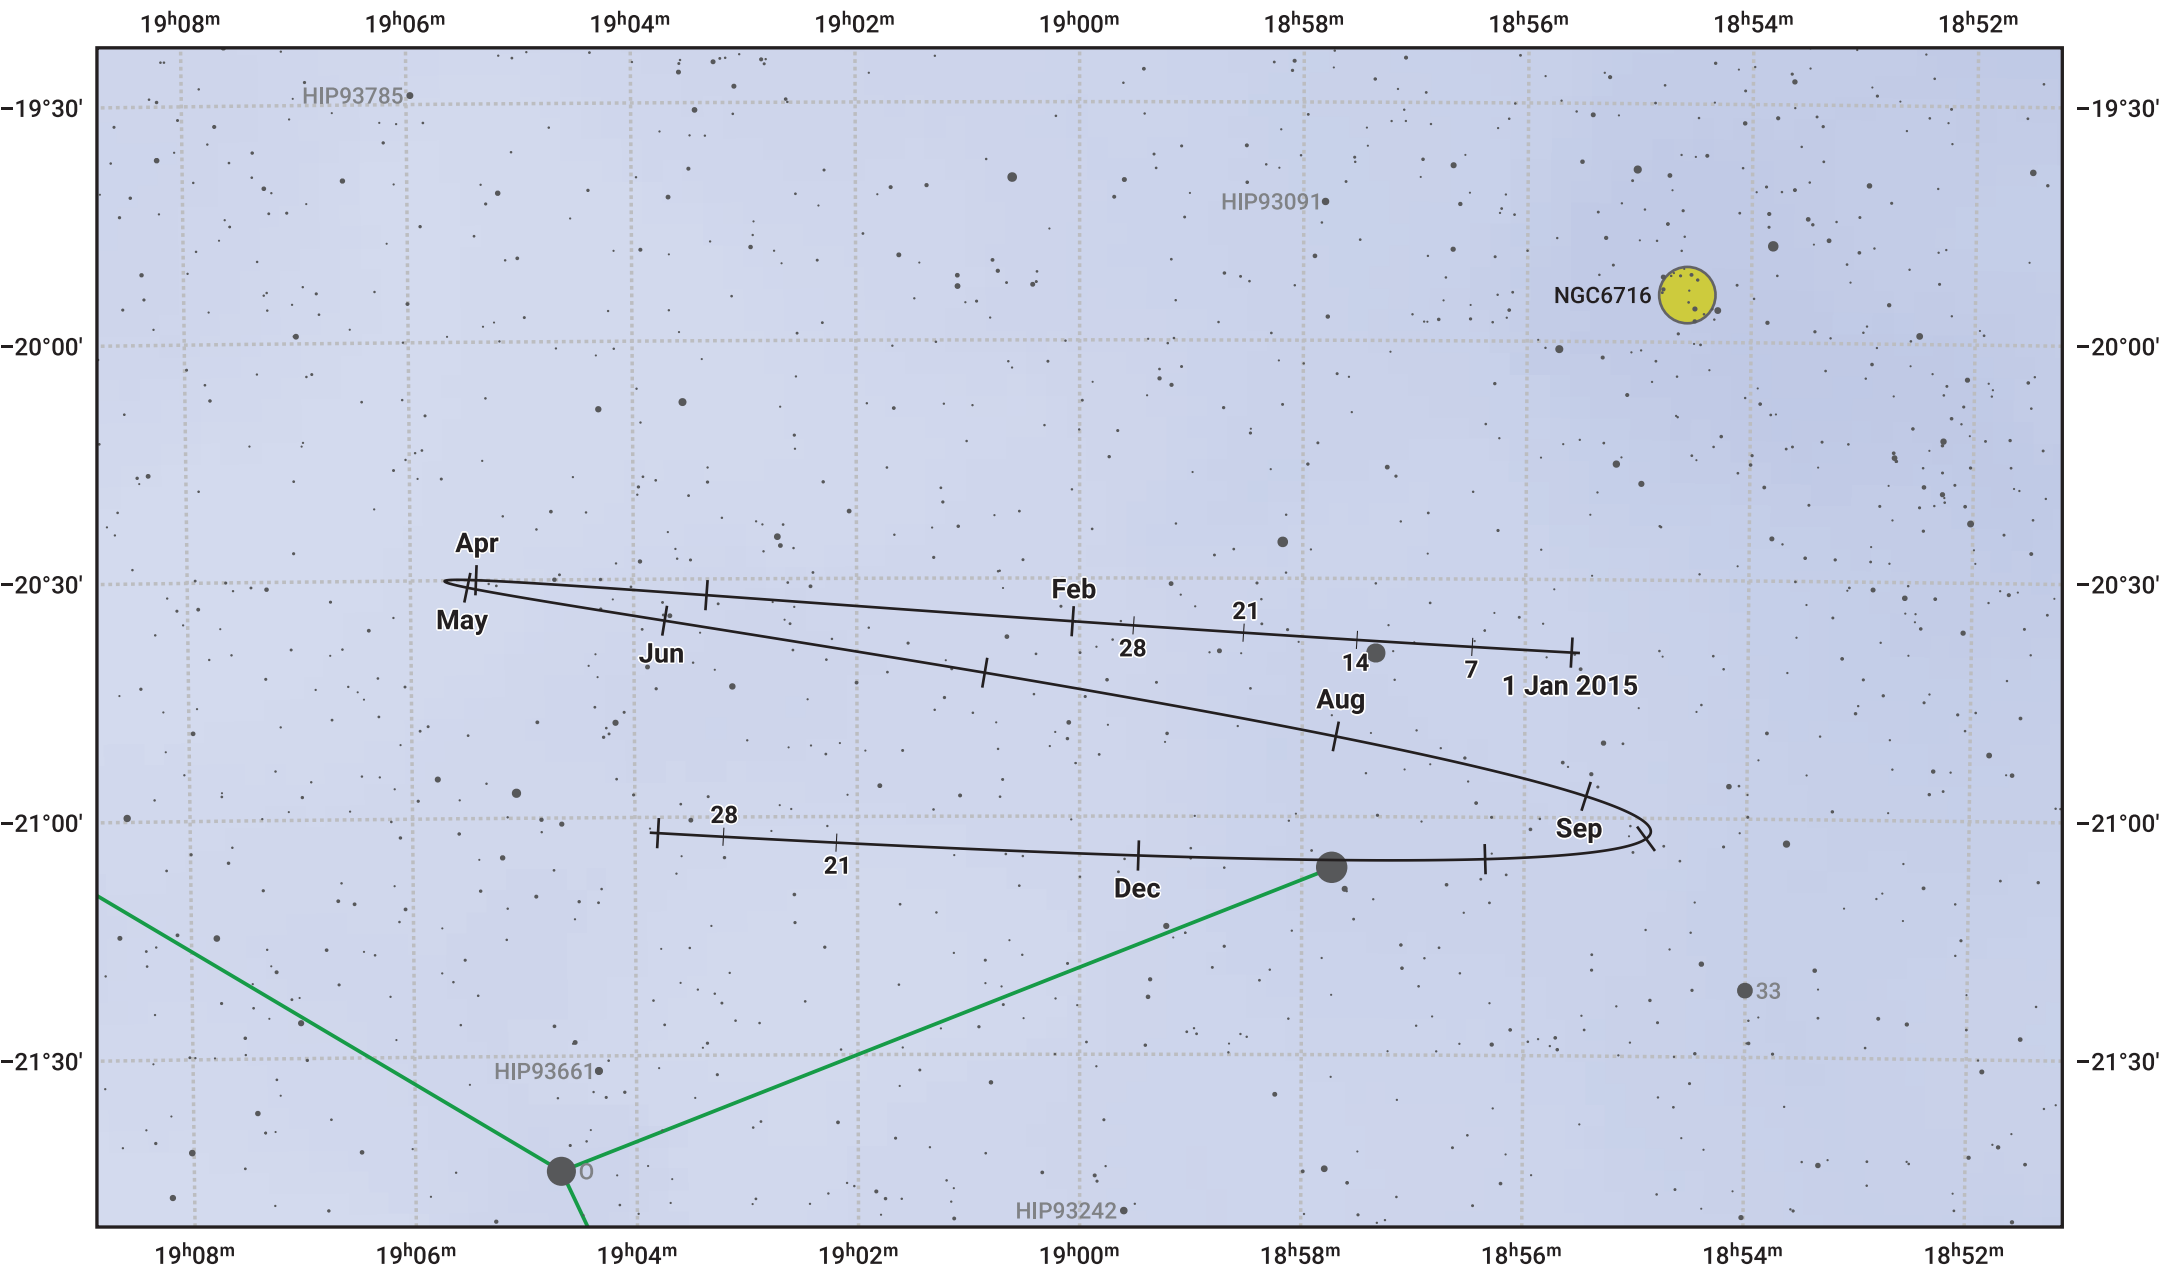 19ʰ08ᵐ 19ʰ06ᵐ 19ʰ04ᵐ 19ʰ02ᵐ 19ʰ00ᵐ 18ʰ58ᵐ 18ʰ56ᵐ 18ʰ54ᵐ 18ʰ52ᵐ
HIP93785
−19°30' −19°30'
HIP93091
NGC6716
−20°00' −20°00'
Apr
−20°30' −20°30'
Feb
21
May
28
Jun
14
7
1 Jan 2015
Aug
28
−21°00' −21°00'
Sep
21
Dec
33
−21°30' −21°30'
HIP93661
ο
HIP93242
19ʰ08ᵐ 19ʰ06ᵐ 19ʰ04ᵐ 19ʰ02ᵐ 19ʰ00ᵐ 18ʰ58ᵐ 18ʰ56ᵐ 18ʰ54ᵐ 18ʰ52ᵐ